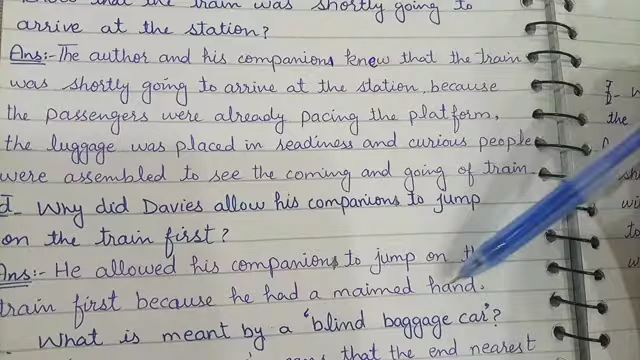 that the train was shortly going to
arrive at the station?
Ans:- The author and his companions knew that the train
was shortly going to arrive at the station, because
the passengers were already pacing the platform,
the luggage was placed in readiness and curious people
were assembled to see the coming and going of train.
I- Why did Davies allow his companions to jump
on the train first?
Ans:- He allowed his companions to jump on the
train first because he had a maimed hand.
What is meant by a 'blind baggage car'?
that the end nearest
the